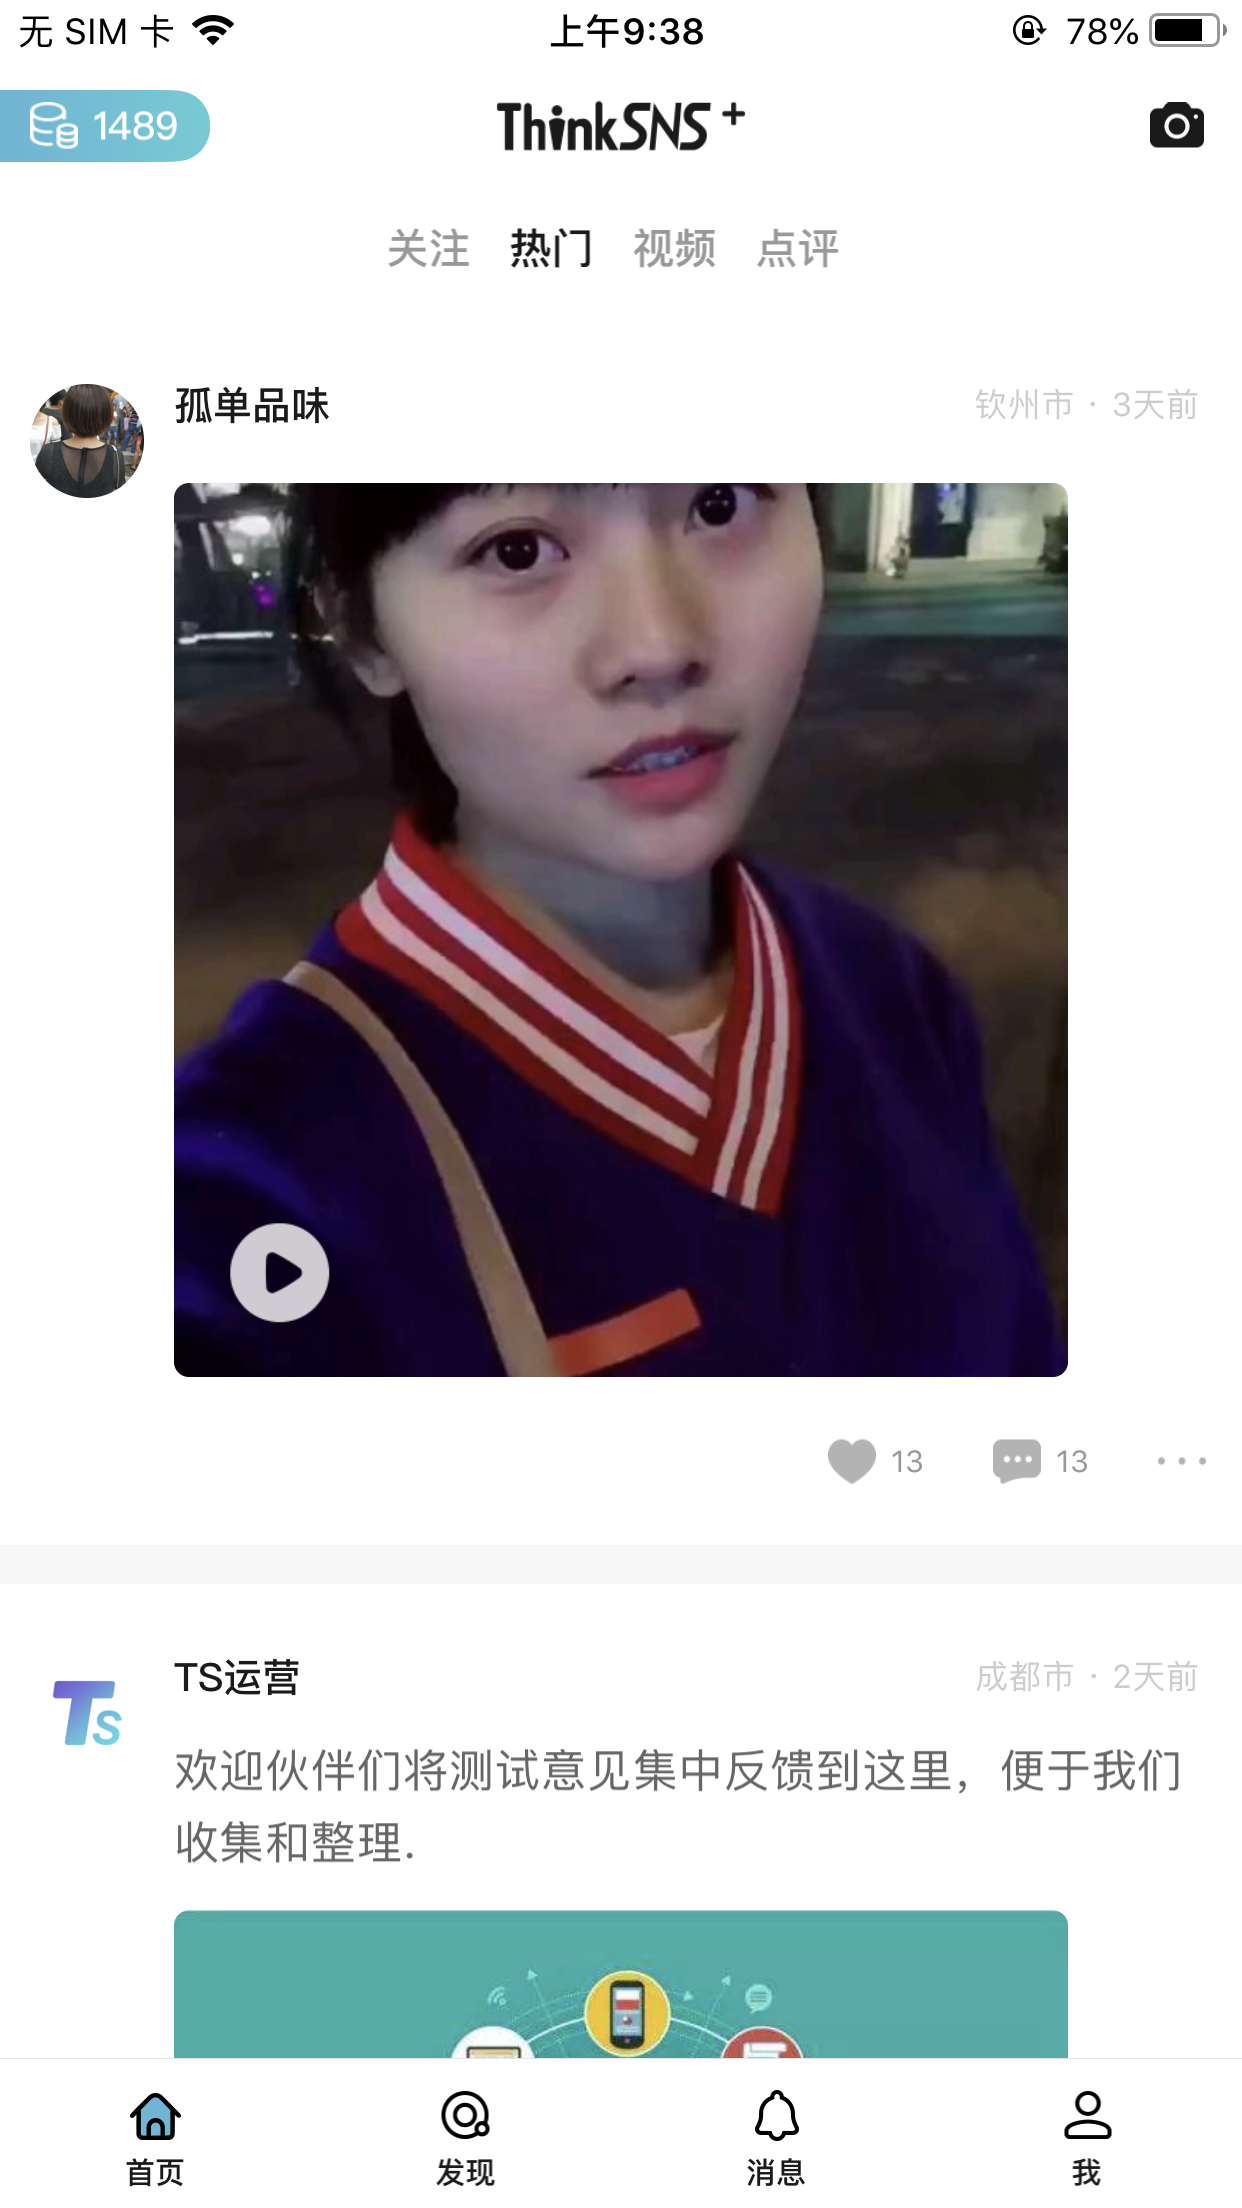 无 SIM 卡 上午9:38 78%
1489 ThinkSNS+
关注 热门 视频 点评
孤单品味 钦州市 · 3天前
13 13
TS运营 成都市 · 2天前
Ts
欢迎伙伴们将测试意见集中反馈到这里，便于我们
收集和整理.
首页 发现 消息 我